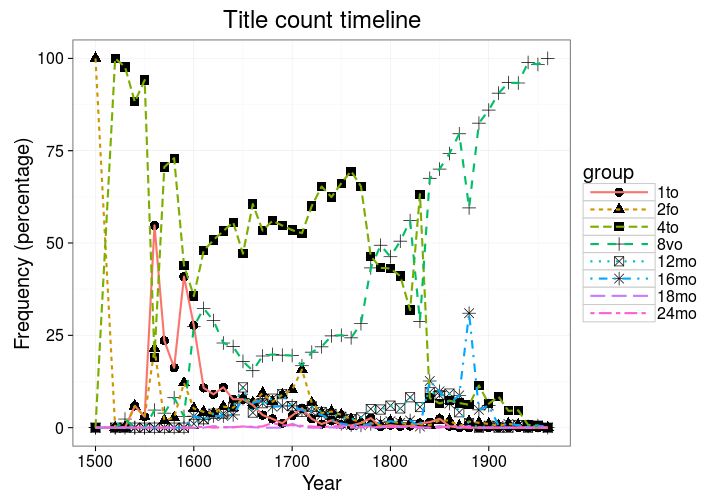 Title count timeline
Frequency (percentage)
100
75
50
25
0
1500
1600
1700
1800
1900
Year
group
1to
2fo
4to
8vo
12mo
16mo
18mo
24mo